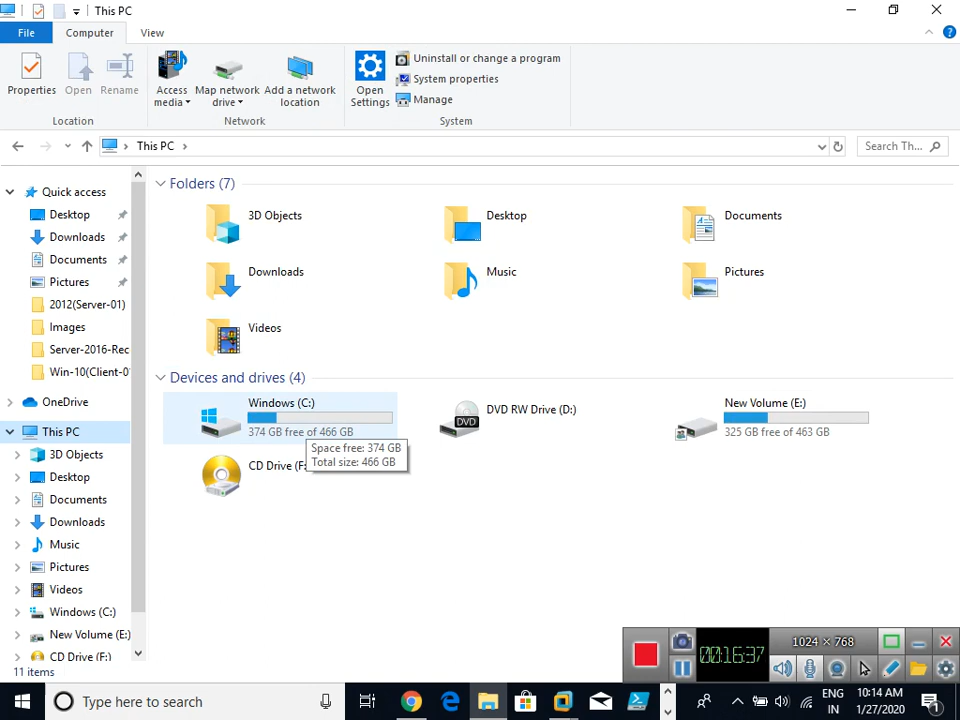 This PC
File
Computer
View
Properties
Open
Rename
Access media
Map network drive
Add a network location
Open Settings
Uninstall or change a program
System properties
Manage
Location
Network
System
This PC
Search Th...
Quick access
Desktop
Downloads
Documents
Pictures
2012(Server-01)
Images
Server-2016-Rec
Win-10(Client-0
OneDrive
This PC
3D Objects
Desktop
Documents
Downloads
Music
Pictures
Videos
Windows (C:)
New Volume (E:)
CD Drive (F:)
Folders (7)
3D Objects
Desktop
Documents
Downloads
Music
Pictures
Videos
Devices and drives (4)
Windows (C:)
374 GB free of 466 GB
DVD RW Drive (D:)
DVD
New Volume (E:)
325 GB free of 463 GB
Space free: 374 GB
Total size: 466 GB
CD Drive (F:
11 items
00:16:37
1024 × 768
Type here to search
ENG
IN
10:14 AM
1/27/2020
1